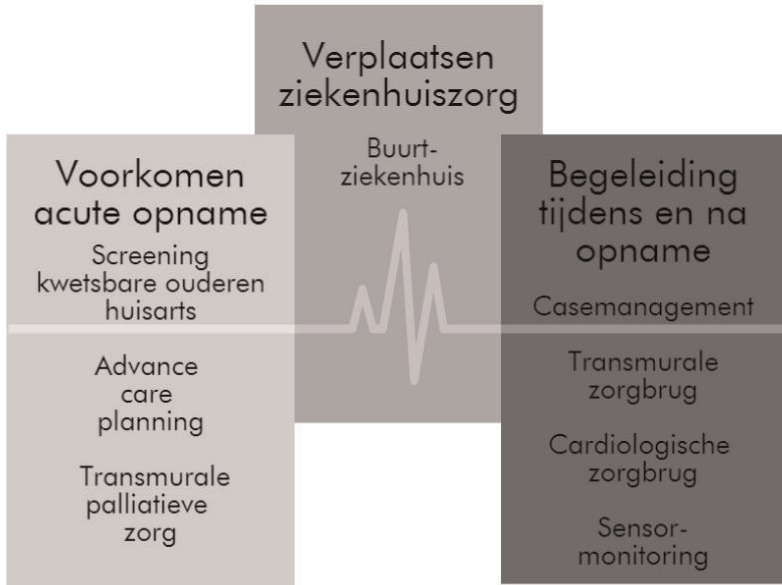 Voorkomen
acute opname
Screening
kwetsbare ouderen
huisarts
Advance
care
planning
Transmurale
palliatieve
zorg
Verplaatsen
ziekenhuiszorg
Buurt-
ziekenhuis
Begeleiding
tijdens en na
opname
Casemanagement
Transmurale
zorgbrug
Cardiologische
zorgbrug
Sensor-
monitoring